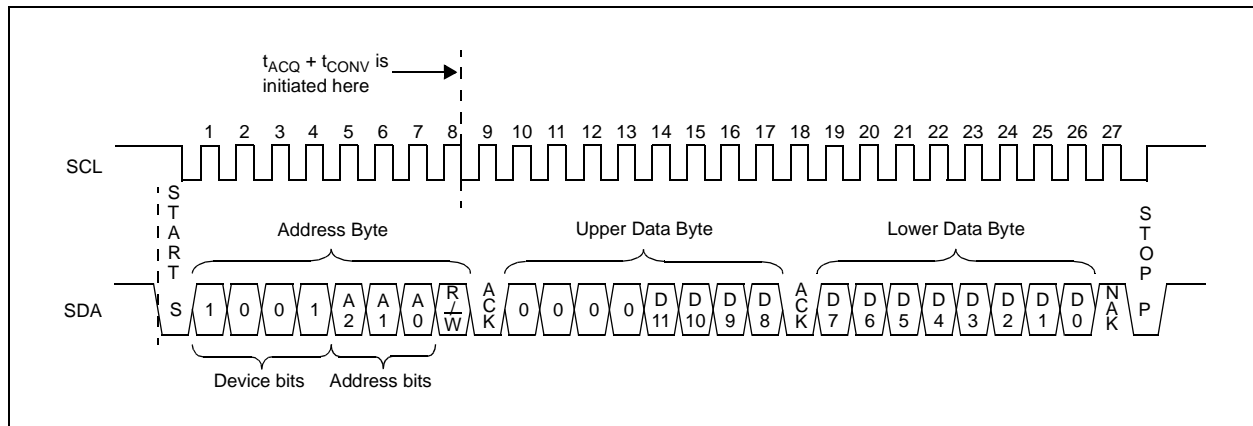 tACQ + tCONV is
initiated here
1 2 3 4 5 6 7 8 9 10 11 12 13 14 15 16 17 18 19 20 21 22 23 24 25 26 27
SCL
START
STOP
Address Byte
Upper Data Byte
Lower Data Byte
SDA
S 1 0 0 1 A2 A1 A0 R/W ACK 0 0 0 0 D11 D10 D9 D8 ACK D7 D6 D5 D4 D3 D2 D1 D0 NAK P
Device bits
Address bits